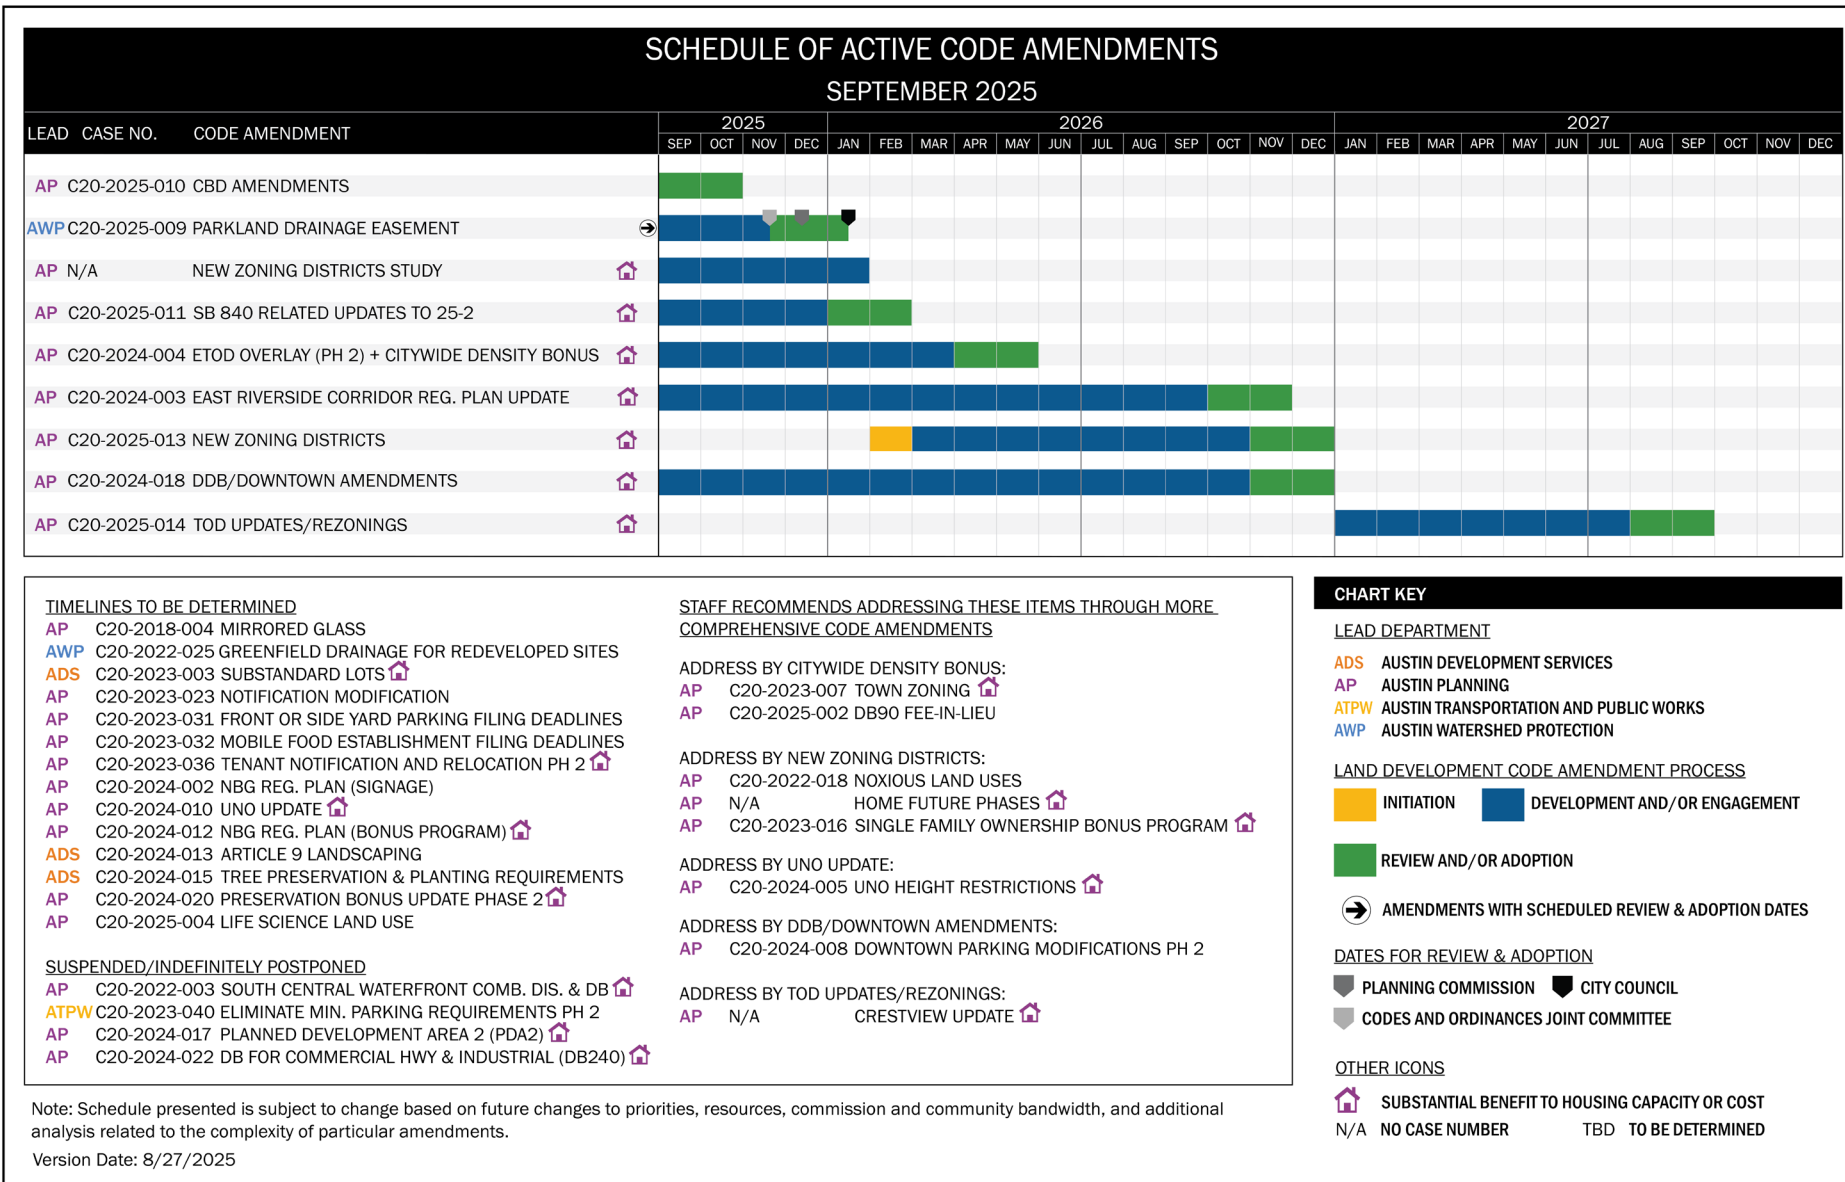 SCHEDULE OF ACTIVE CODE AMENDMENTS
SEPTEMBER 2025
LEAD CASE NO. CODE AMENDMENT
2025 2026 2027
SEP OCT NOV DEC JAN FEB MAR APR MAY JUN JUL AUG SEP OCT NOV DEC JAN FEB MAR APR MAY JUN JUL AUG SEP OCT NOV DEC
AP C20-2025-010 CBD AMENDMENTS
AWP C20-2025-009 PARKLAND DRAINAGE EASEMENT
AP N/A NEW ZONING DISTRICTS STUDY
AP C20-2025-011 SB 840 RELATED UPDATES TO 25-2
AP C20-2024-004 ETOD OVERLAY (PH 2) + CITYWIDE DENSITY BONUS
AP C20-2024-003 EAST RIVERSIDE CORRIDOR REG. PLAN UPDATE
AP C20-2025-013 NEW ZONING DISTRICTS
AP C20-2024-018 DDB/DOWNTOWN AMENDMENTS
AP C20-2025-014 TOD UPDATES/REZONINGS
TIMELINES TO BE DETERMINED
AP C20-2018-004 MIRRORED GLASS
AWP C20-2022-025 GREENFIELD DRAINAGE FOR REDEVELOPED SITES
ADS C20-2023-003 SUBSTANDARD LOTS
AP C20-2023-023 NOTIFICATION MODIFICATION
AP C20-2023-031 FRONT OR SIDE YARD PARKING FILING DEADLINES
AP C20-2023-032 MOBILE FOOD ESTABLISHMENT FILING DEADLINES
AP C20-2023-036 TENANT NOTIFICATION AND RELOCATION PH 2
AP C20-2024-002 NBG REG. PLAN (SIGNAGE)
AP C20-2024-010 UNO UPDATE
AP C20-2024-012 NBG REG. PLAN (BONUS PROGRAM)
ADS C20-2024-013 ARTICLE 9 LANDSCAPING
ADS C20-2024-015 TREE PRESERVATION & PLANTING REQUIREMENTS
AP C20-2024-020 PRESERVATION BONUS UPDATE PHASE 2
AP C20-2025-004 LIFE SCIENCE LAND USE
SUSPENDED/INDEFINITELY POSTPONED
AP C20-2022-003 SOUTH CENTRAL WATERFRONT COMB. DIS. & DB
ATPW C20-2023-040 ELIMINATE MIN. PARKING REQUIREMENTS PH 2
AP C20-2024-017 PLANNED DEVELOPMENT AREA 2 (PDA2)
AP C20-2024-022 DB FOR COMMERCIAL HWY & INDUSTRIAL (DB240)
STAFF RECOMMENDS ADDRESSING THESE ITEMS THROUGH MORE
COMPREHENSIVE CODE AMENDMENTS
ADDRESS BY CITYWIDE DENSITY BONUS:
AP C20-2023-007 TOWN ZONING
AP C20-2025-002 DB90 FEE-IN-LIEU
ADDRESS BY NEW ZONING DISTRICTS:
AP C20-2022-018 NOXIOUS LAND USES
AP N/A HOME FUTURE PHASES
AP C20-2023-016 SINGLE FAMILY OWNERSHIP BONUS PROGRAM
ADDRESS BY UNO UPDATE:
AP C20-2024-005 UNO HEIGHT RESTRICTIONS
ADDRESS BY DDB/DOWNTOWN AMENDMENTS:
AP C20-2024-008 DOWNTOWN PARKING MODIFICATIONS PH 2
ADDRESS BY TOD UPDATES/REZONINGS:
AP N/A CRESTVIEW UPDATE
CHART KEY
LEAD DEPARTMENT
ADS AUSTIN DEVELOPMENT SERVICES
AP AUSTIN PLANNING
ATPW AUSTIN TRANSPORTATION AND PUBLIC WORKS
AWP AUSTIN WATERSHED PROTECTION
LAND DEVELOPMENT CODE AMENDMENT PROCESS
INITIATION DEVELOPMENT AND/OR ENGAGEMENT
REVIEW AND/OR ADOPTION
AMENDMENTS WITH SCHEDULED REVIEW & ADOPTION DATES
DATES FOR REVIEW & ADOPTION
PLANNING COMMISSION CITY COUNCIL
CODES AND ORDINANCES JOINT COMMITTEE
OTHER ICONS
SUBSTANTIAL BENEFIT TO HOUSING CAPACITY OR COST
N/A NO CASE NUMBER TBD TO BE DETERMINED
Note: Schedule presented is subject to change based on future changes to priorities, resources, commission and community bandwidth, and additional
analysis related to the complexity of particular amendments.
Version Date: 8/27/2025